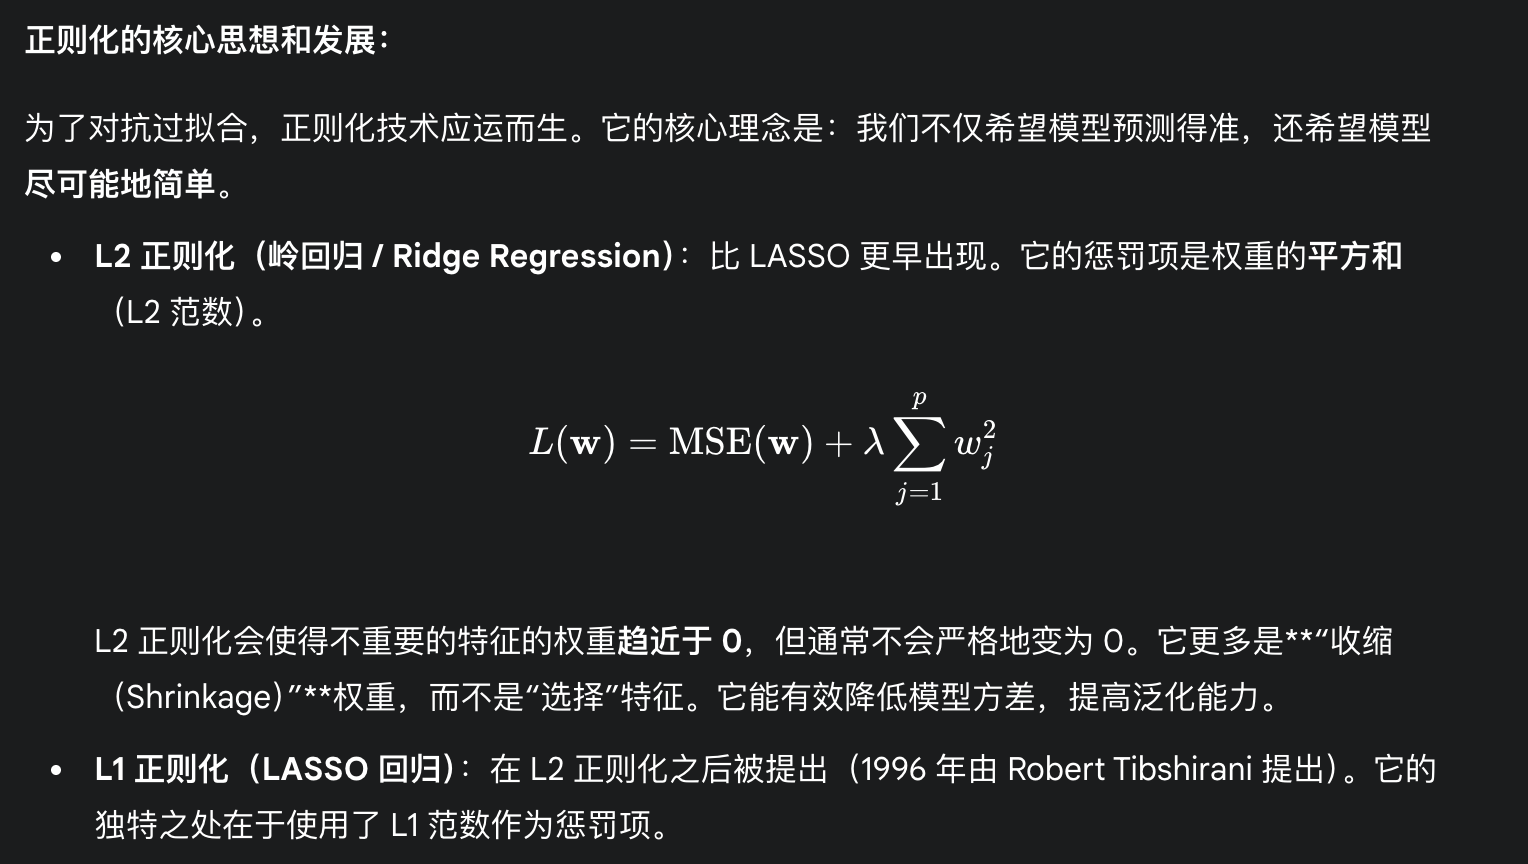 正则化的核心思想和发展：
为了对抗过拟合，正则化技术应运而生。它的核心理念是：我们不仅希望模型预测得准，还希望模型
尽可能地简单。
• L2 正则化（岭回归 / Ridge Regression）：比 LASSO 更早出现。它的惩罚项是权重的平方和
（L2 范数）。
L(w) = MSE(w) + λ∑_{j=1}^{p} w_j^2
L2 正则化会使得不重要的特征的权重趋近于 0，但通常不会严格地变为 0。它更多是**“收缩
（Shrinkage）”**权重，而不是“选择”特征。它能有效降低模型方差，提高泛化能力。
• L1 正则化（LASSO 回归）：在 L2 正则化之后被提出（1996 年由 Robert Tibshirani 提出）。它的
独特之处在于使用了 L1 范数作为惩罚项。